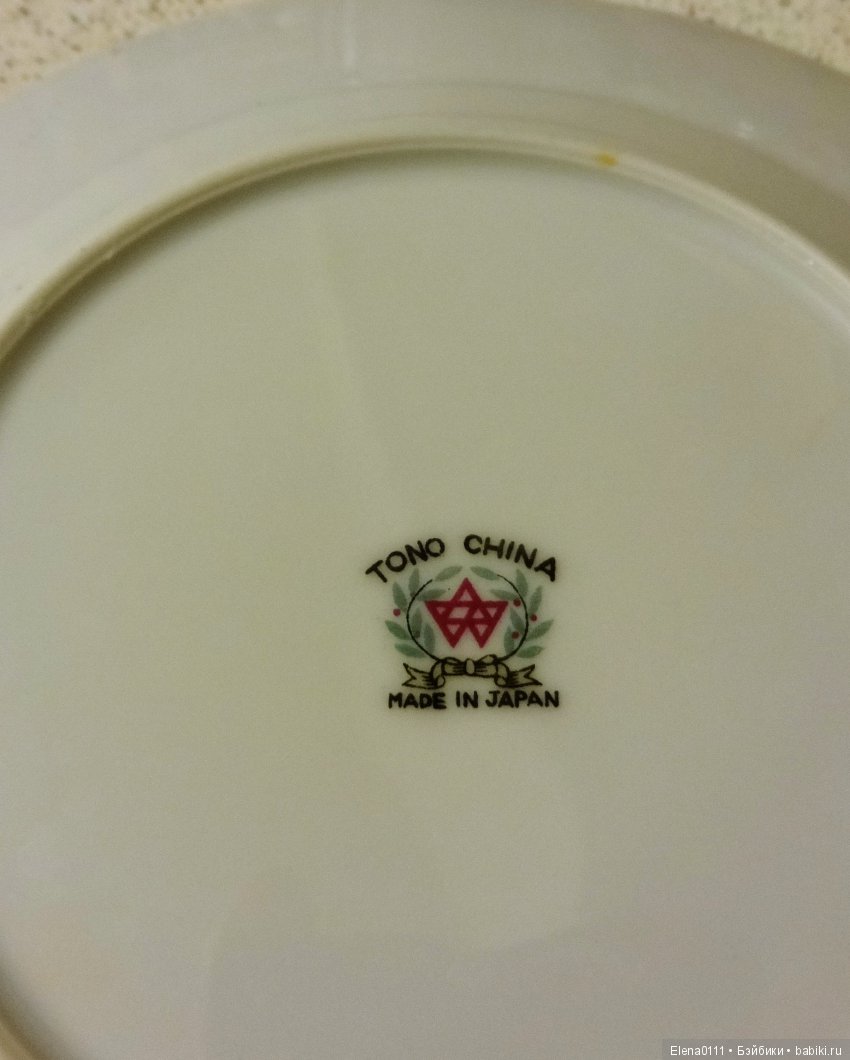 TONO CHINA
MADE IN JAPAN
Elena0111 • Бэйбики • babiki.ru